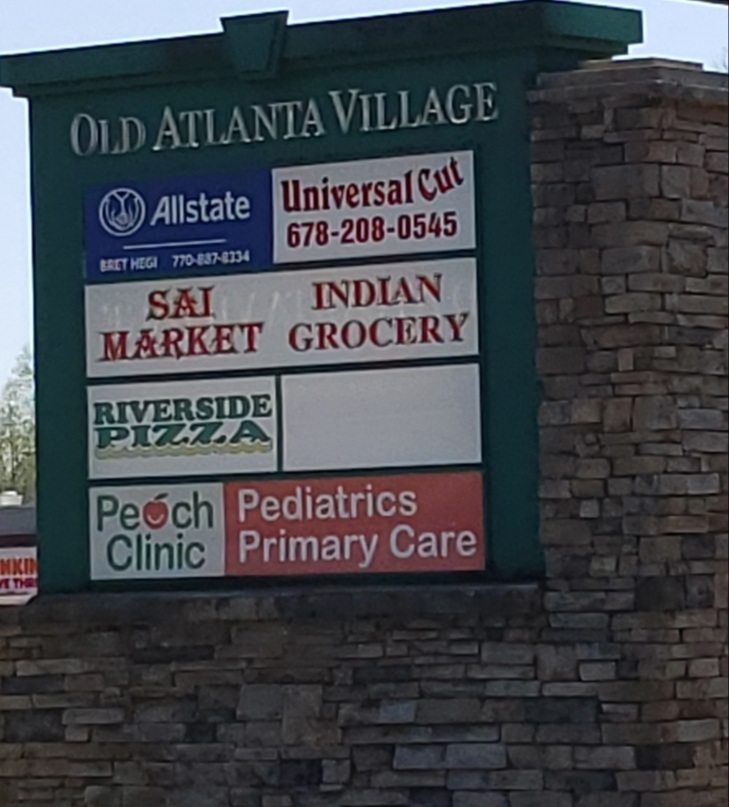 OLD ATLANTA VILLAGE
Allstate
BRET HEGI 770-887-8334
Universal Cut
678-208-0545
SAI MARKET
INDIAN GROCERY
RIVERSIDE
PIZZA
Peach
Clinic
Pediatrics
Primary Care